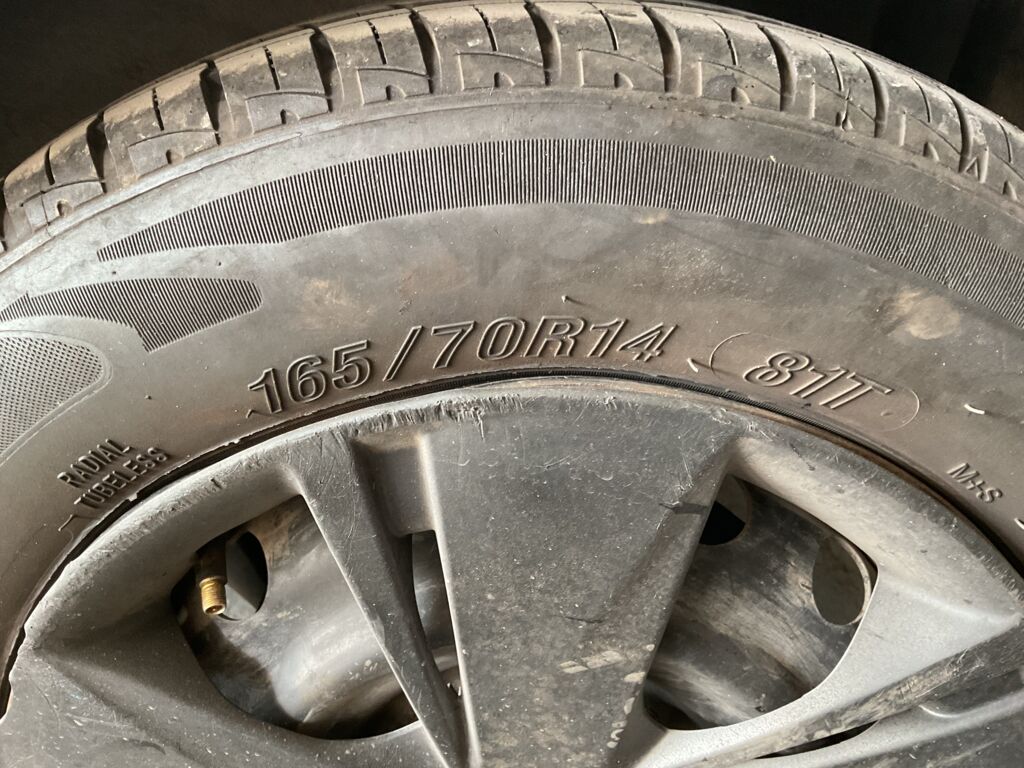 165/70R14 81T
RADIAL
TUBELESS
M+S